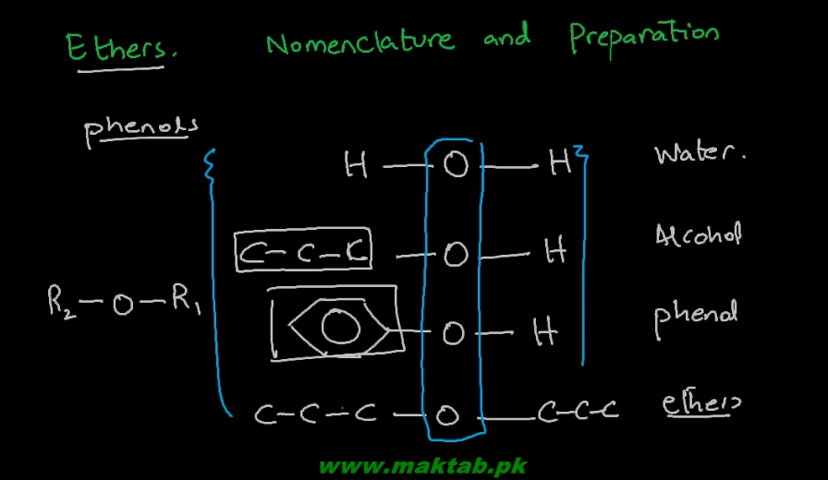 Ethers. Nomenclature and Preparation
phenols
H — O — H Water.
C - C - C — O — H Alcohol
R₂ — O — R₁
O — O — H phenol
C - C - C — O — C - C - C ethers
www.maktab.pk